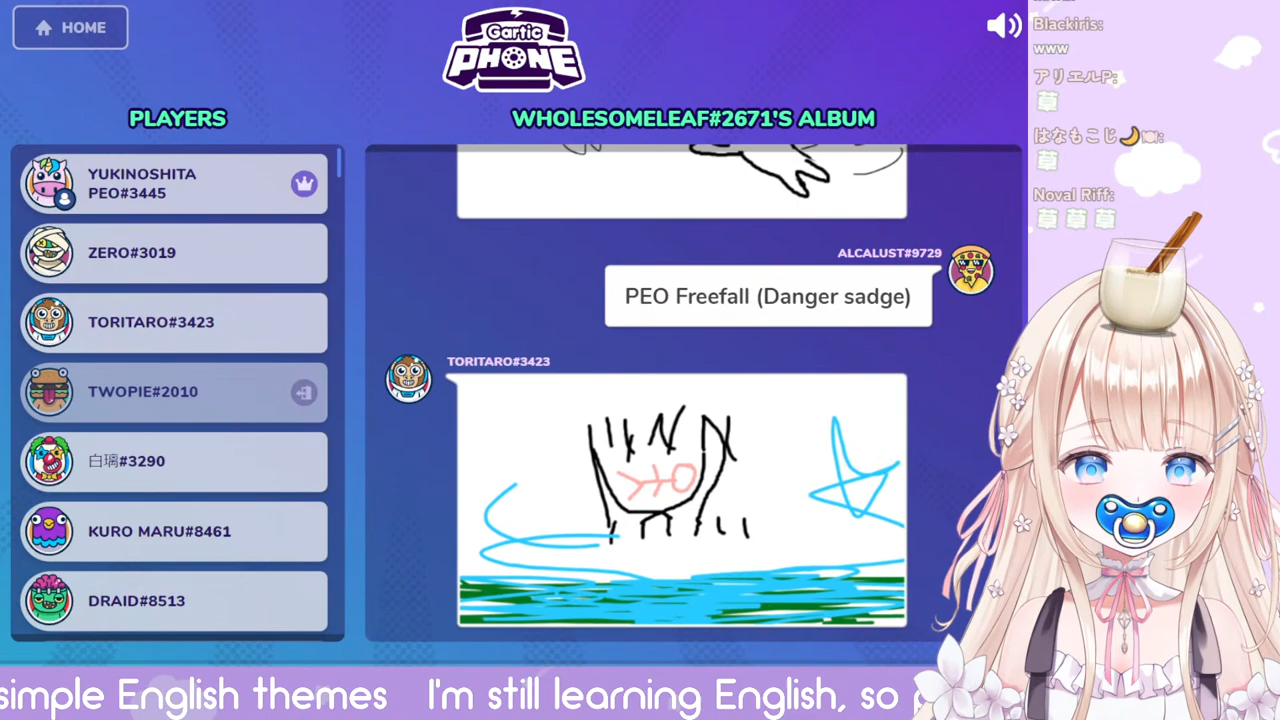 HOME
Gartic
PHONE
PLAYERS
WHOLESOMELEAF#2671'S ALBUM
YUKINOSHITA
PEO#3445
ZERO#3019
TORITARO#3423
TWOPIE#2010
白璃#3290
KURO MARU#8461
DRAID#8513
ALCALUST#9729
PEO Freefall (Danger sadge)
TORITARO#3423
Blackiris:
www
アリエルP:
草
はなもこじ🌙🍽:
草
Noval Riff:
草 草 草
simple English themes I'm still learning English, so